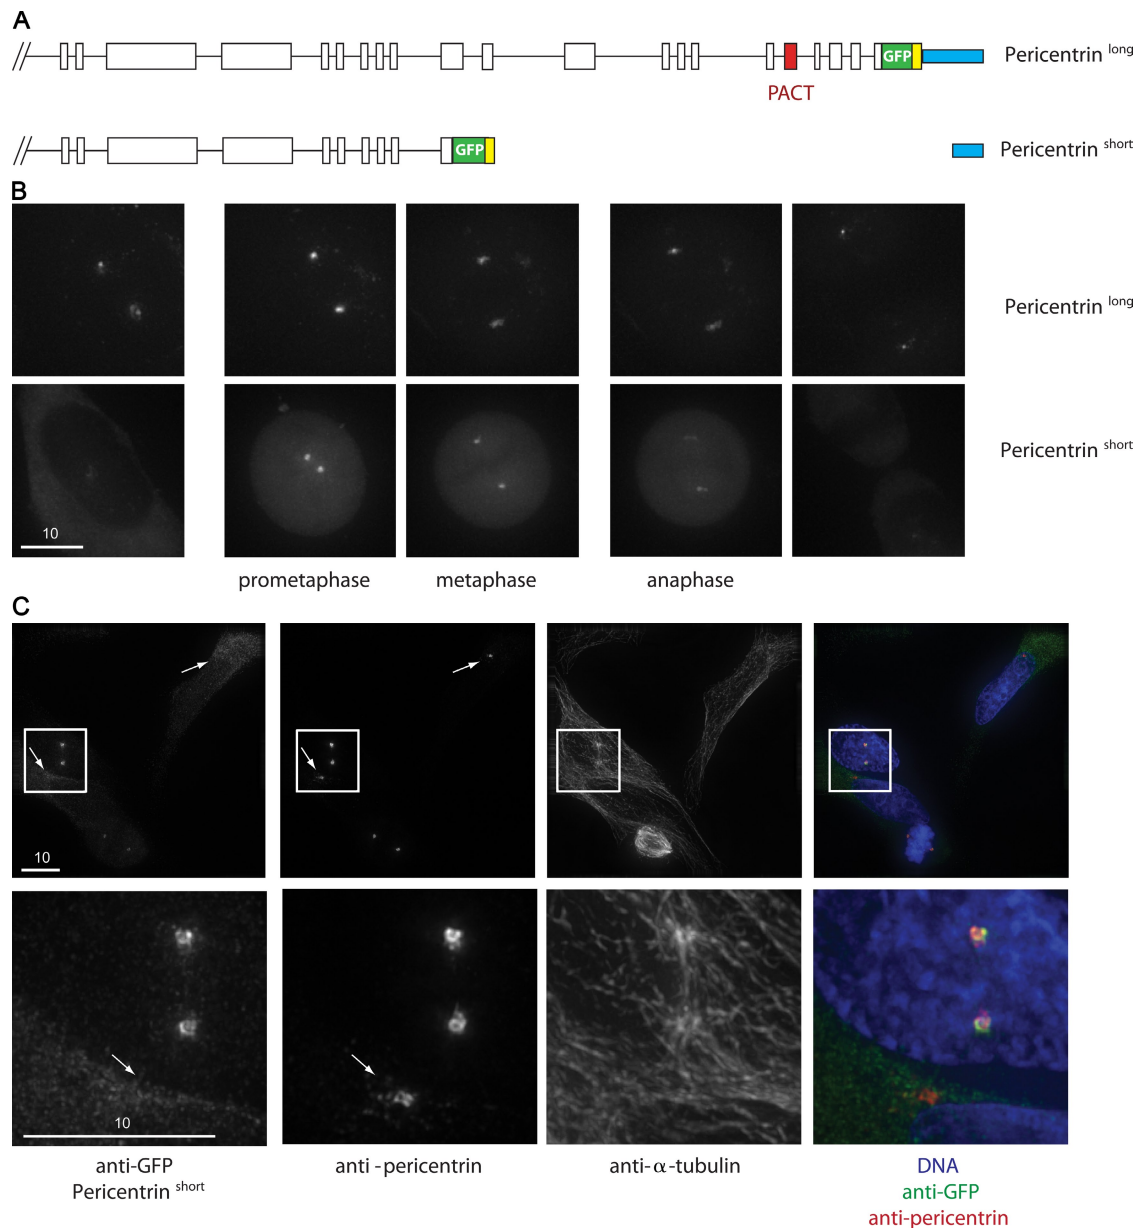 A
GFP
Pericentrin long
PACT
GFP
Pericentrin short
B
Pericentrin long
Pericentrin short
10
prometaphase
metaphase
anaphase
C
10
10
anti-GFP
Pericentrin short
anti -pericentrin
anti-α-tubulin
DNA
anti-GFP
anti-pericentrin